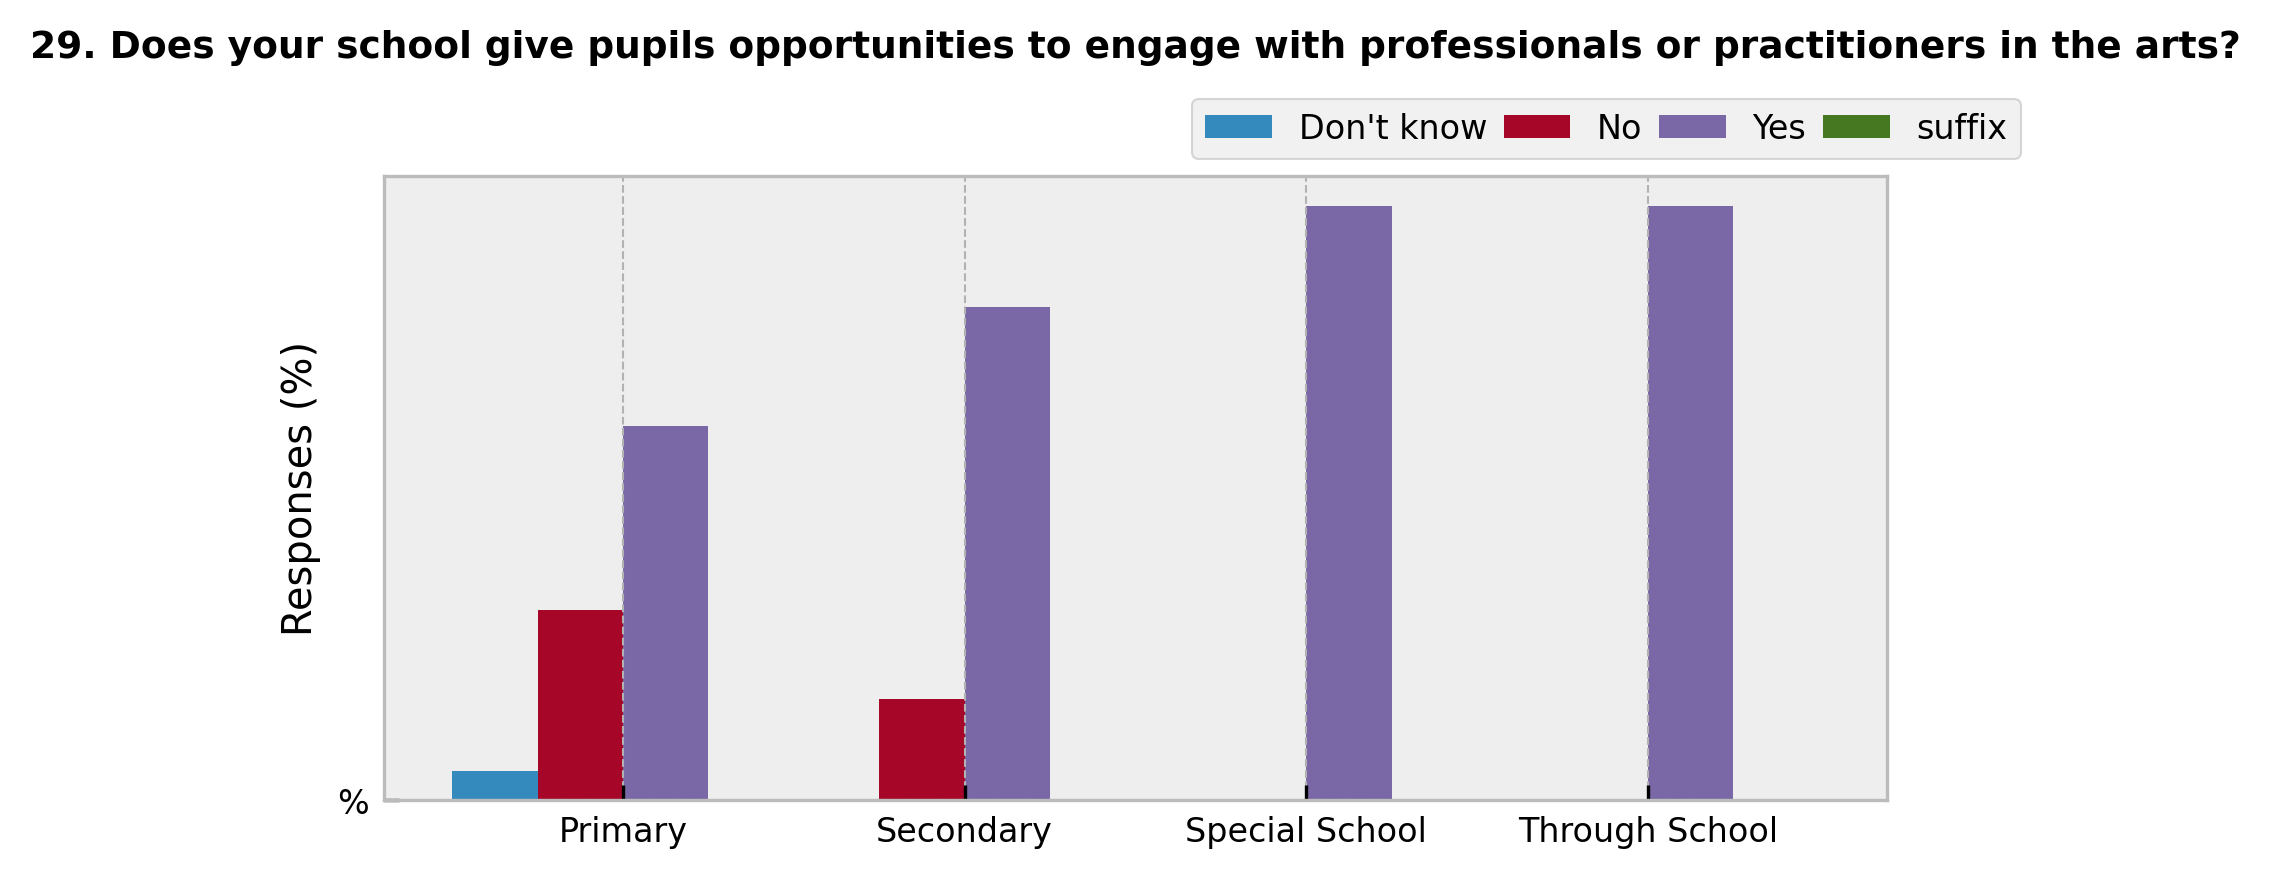 29. Does your school give pupils opportunities to engage with professionals or practitioners in the arts?
Don't know No Yes suffix
Responses (%)
%
Primary Secondary Special School Through School